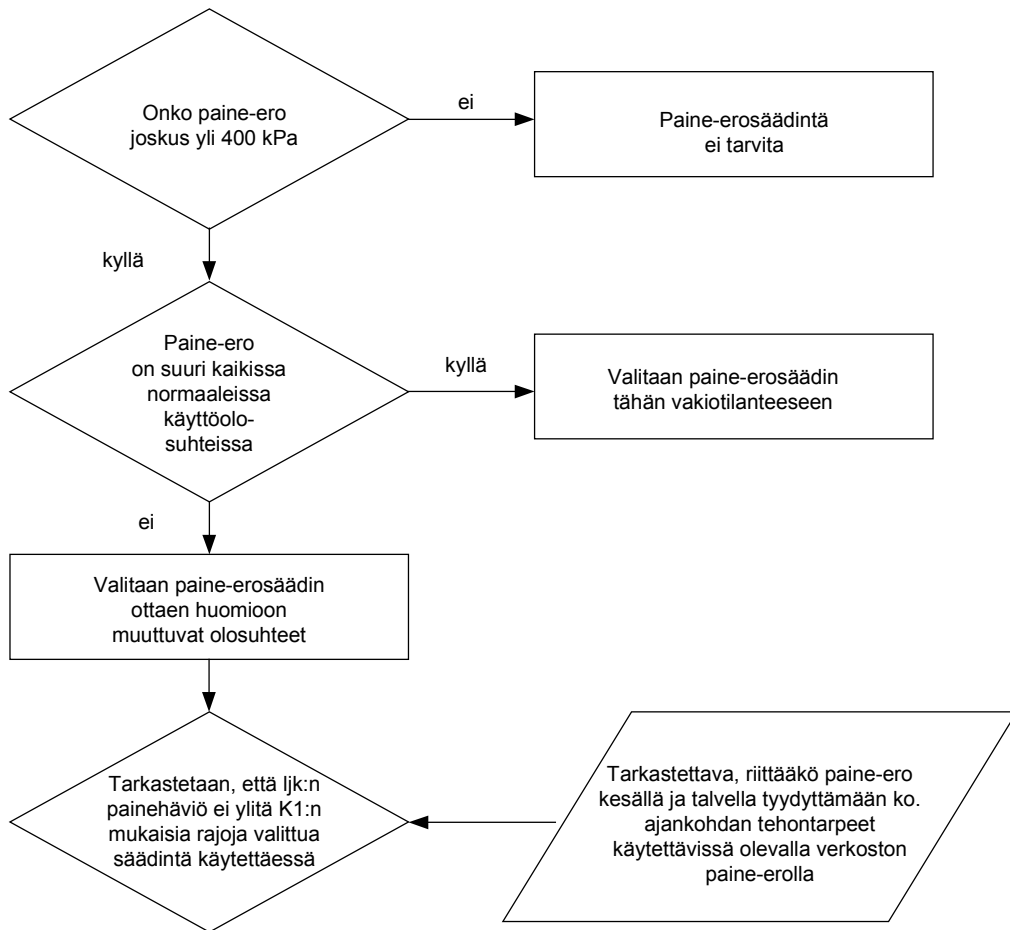 Onko paine-ero
joskus yli 400 kPa
ei
Paine-erosäädintä
ei tarvita
kyllä
Paine-ero
on suuri kaikissa
normaaleissa
käyttöolo-
suhteissa
kyllä
Valitaan paine-erosäädin
tähän vakiotilanteeseen
ei
Valitaan paine-erosäädin
ottaen huomioon
muuttuvat olosuhteet
Tarkastetaan, että ljk:n
painehäviö ei ylitä K1:n
mukaisia rajoja valittua
säädintä käytettäessä
Tarkastettava, riittääkö paine-ero
kesällä ja talvella tyydyttämään ko.
ajankohdan tehontarpeet
käytettävissä olevalla verkoston
paine-erolla